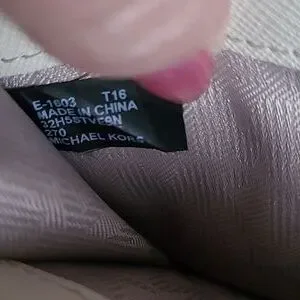 E-1603 T16
MADE IN CHINA
270
MICHAEL KORS